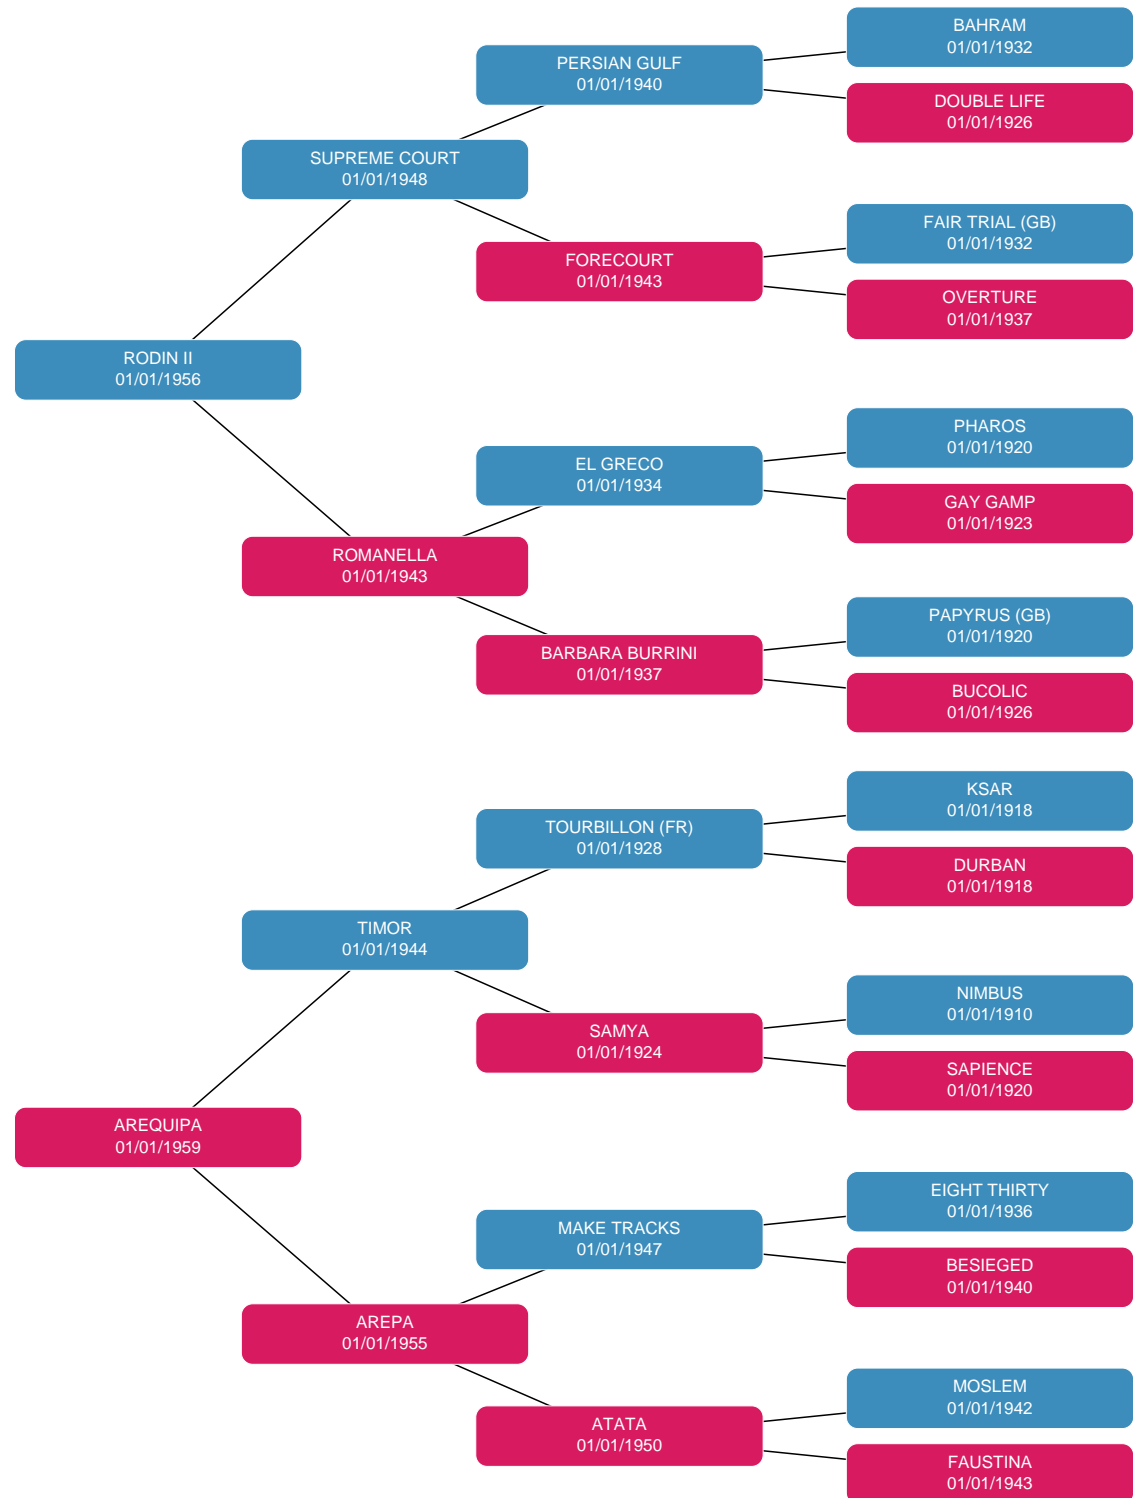 BAHRAM
01/01/1932
PERSIAN GULF
01/01/1940
DOUBLE LIFE
01/01/1926
SUPREME COURT
01/01/1948
FAIR TRIAL (GB)
01/01/1932
FORECOURT
01/01/1943
OVERTURE
01/01/1937
RODIN II
01/01/1956
PHAROS
01/01/1920
EL GRECO
01/01/1934
GAY GAMP
01/01/1923
ROMANELLA
01/01/1943
PAPYRUS (GB)
01/01/1920
BARBARA BURRINI
01/01/1937
BUCOLIC
01/01/1926
KSAR
01/01/1918
TOURBILLON (FR)
01/01/1928
DURBAN
01/01/1918
TIMOR
01/01/1944
NIMBUS
01/01/1910
SAMYA
01/01/1924
SAPIENCE
01/01/1920
AREQUIPA
01/01/1959
EIGHT THIRTY
01/01/1936
MAKE TRACKS
01/01/1947
BESIEGED
01/01/1940
AREPA
01/01/1955
MOSLEM
01/01/1942
ATATA
01/01/1950
FAUSTINA
01/01/1943